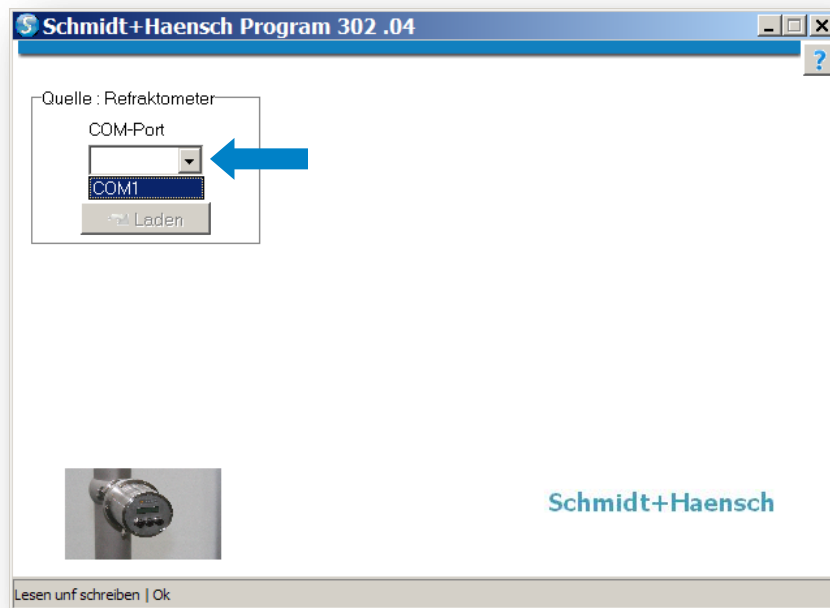 Schmidt+Haensch Program 302 .04
?
Quelle : Refraktometer
COM-Port
COM1
Laden
Schmidt+Haensch
Lesen unf schreiben | Ok